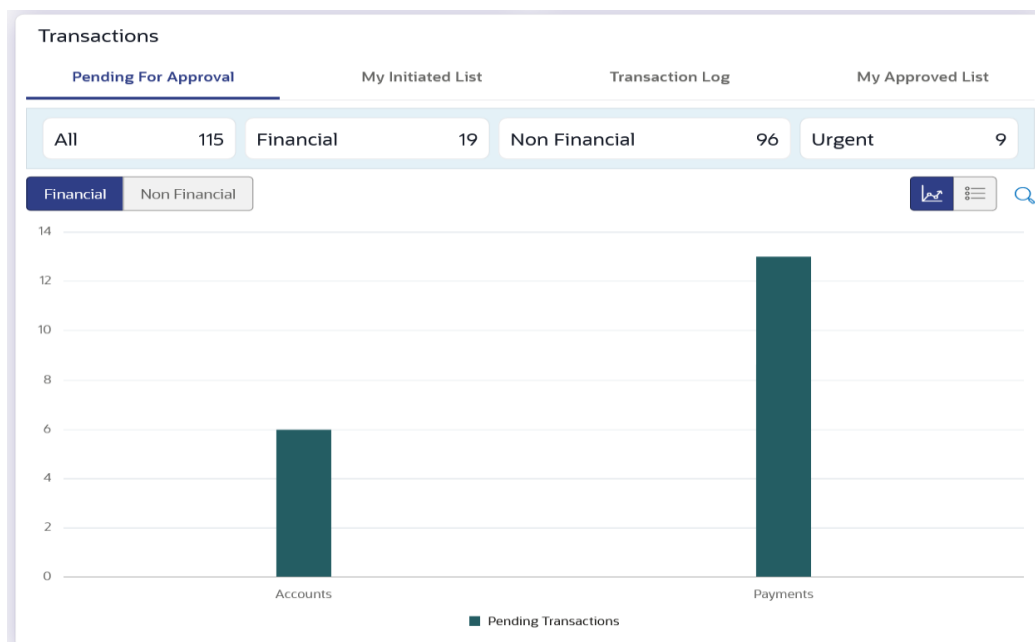 Transactions
Pending For Approval My Initiated List Transaction Log My Approved List
All 115 Financial 19 Non Financial 96 Urgent 9
Financial Non Financial
14
12
10
8
6
4
2
0
Accounts Payments
Pending Transactions